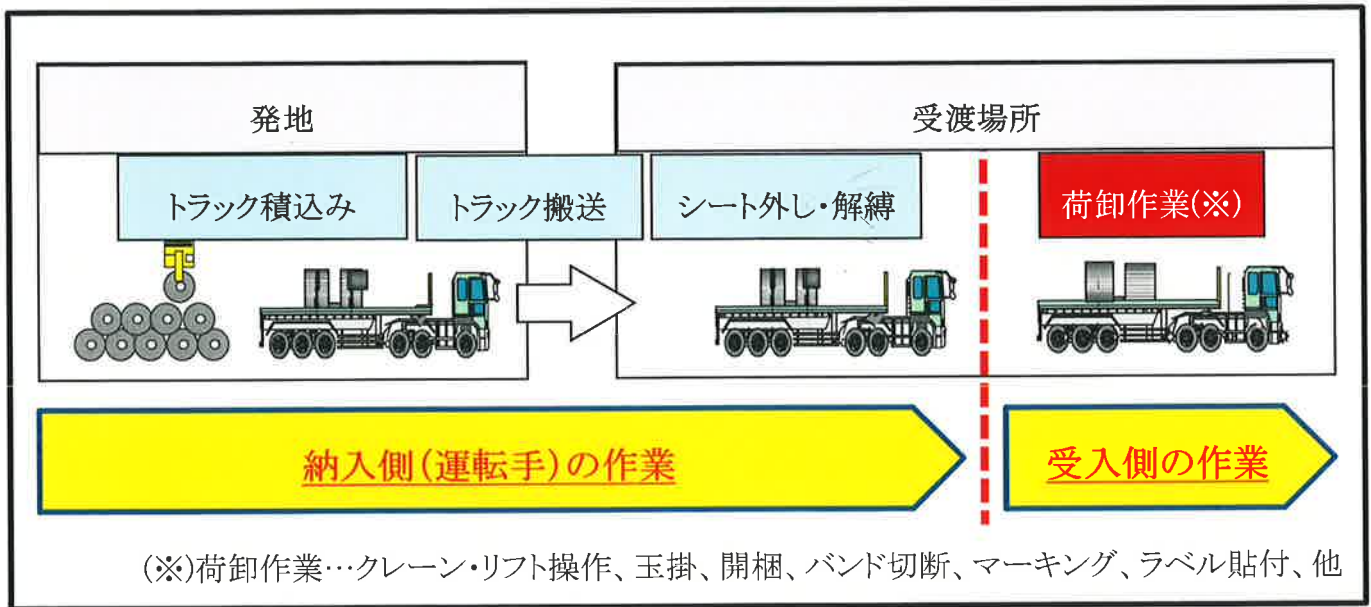 発地
受渡場所
トラック積込み
トラック搬送
シート外し・解縛
荷卸作業(※)
納入側(運転手)の作業
受入側の作業
(※)荷卸作業…クレーン・リフト操作、玉掛、開梱、バンド切断、マーキング、ラベル貼付、他